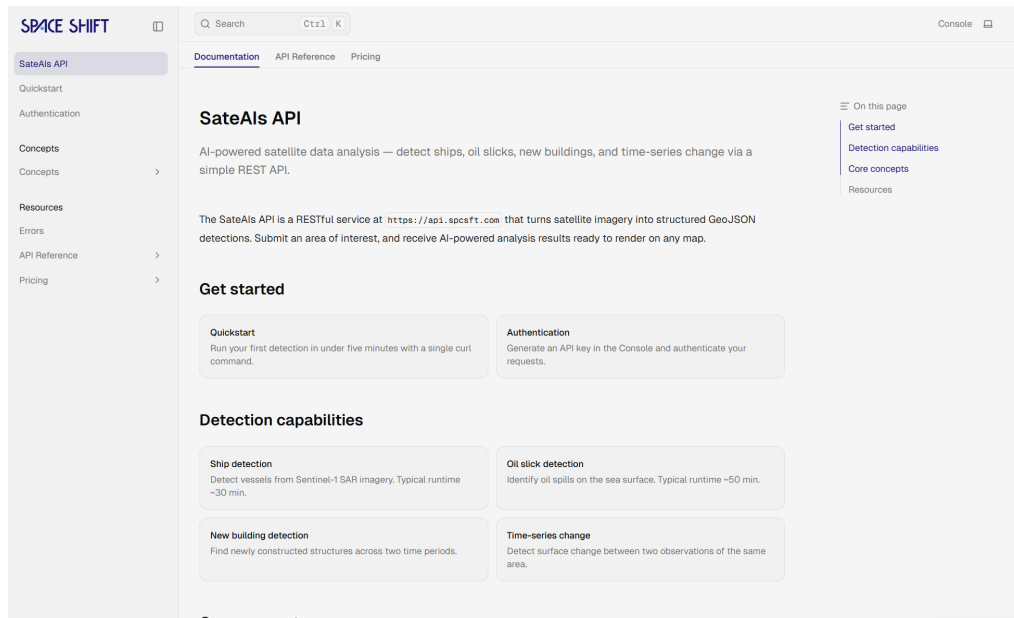 SPACE SHIFT
Search
Ctrl K
Console
Documentation
API Reference
Pricing
SateAIs API
Quickstart
Authentication
Concepts
Concepts
Resources
Errors
API Reference
Pricing
SateAIs API
AI-powered satellite data analysis — detect ships, oil slicks, new buildings, and time-series change via a
simple REST API.
The SateAIs API is a RESTful service at https://api.spcsft.com that turns satellite imagery into structured GeoJSON
detections. Submit an area of interest, and receive AI-powered analysis results ready to render on any map.
Get started
Quickstart
Run your first detection in under five minutes with a single curl
command.
Authentication
Generate an API key in the Console and authenticate your
requests.
Detection capabilities
Ship detection
Detect vessels from Sentinel-1 SAR imagery. Typical runtime
~30 min.
Oil slick detection
Identify oil spills on the sea surface. Typical runtime ~50 min.
New building detection
Find newly constructed structures across two time periods.
Time-series change
Detect surface change between two observations of the same
area.
On this page
Get started
Detection capabilities
Core concepts
Resources